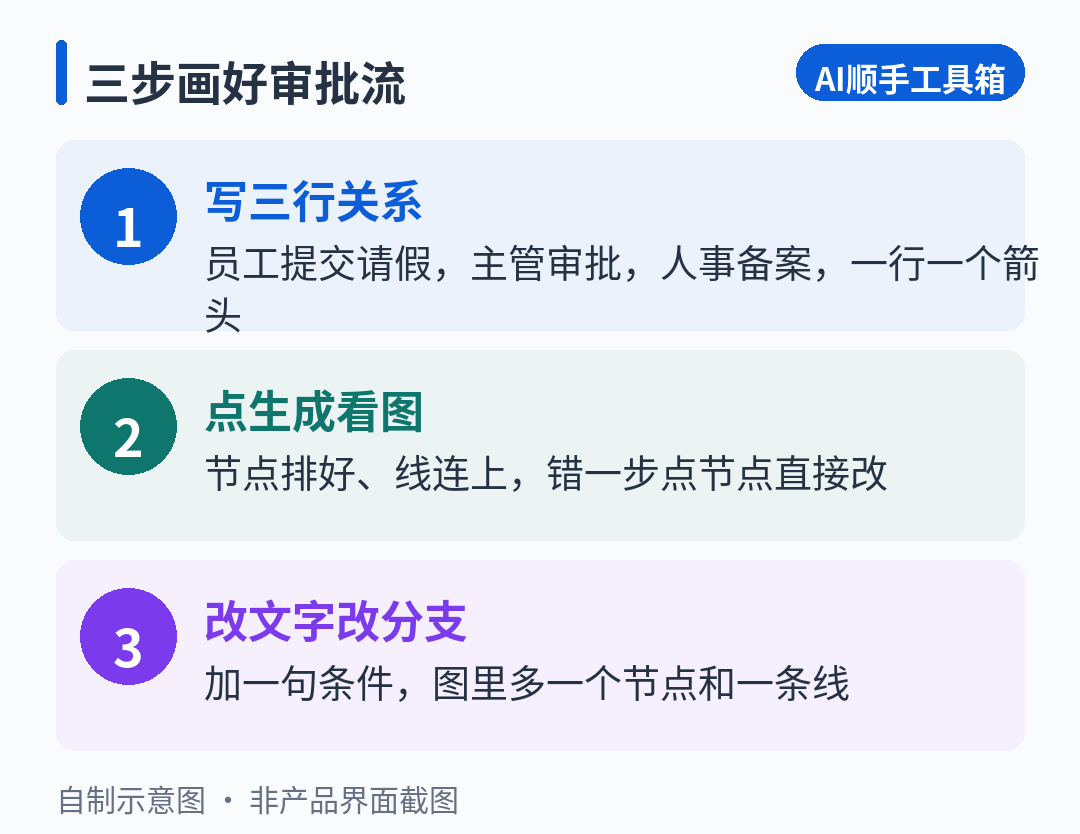 三步画好审批流
AI顺手工具箱
1
写三行关系
员工提交请假，主管审批，人事备案，一行一个箭
头
2
点生成看图
节点排好、线连上，错一步点节点直接改
3
改文字改分支
加一句条件，图里多一个节点和一条线
自制示意图 · 非产品界面截图